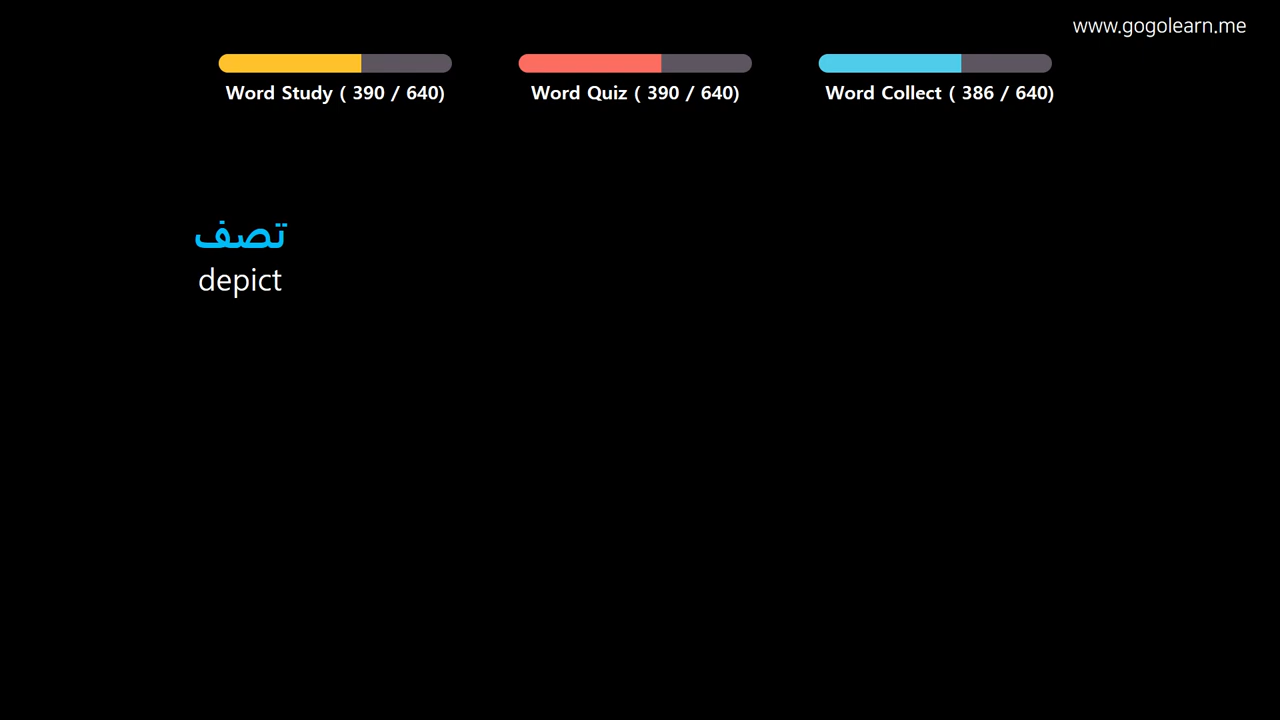 www.gogolearn.me
Word Study ( 390 / 640)
Word Quiz ( 390 / 640)
Word Collect ( 386 / 640)
تصف
depict